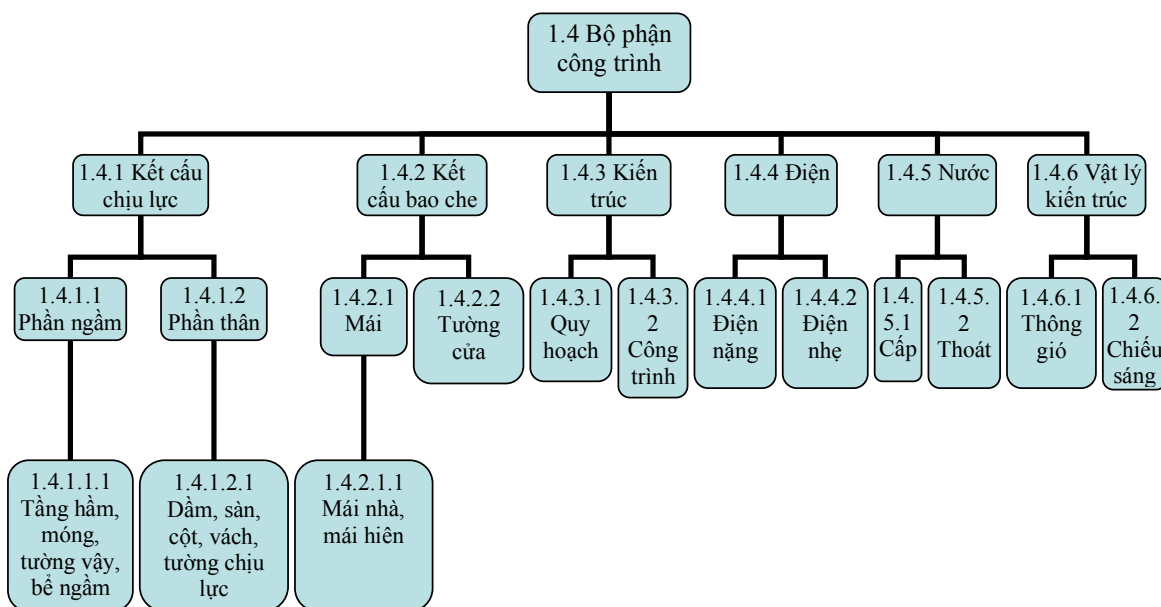 1.4 Bộ phận
công trình
1.4.1 Kết cấu
chịu lực
1.4.2 Kết
cấu bao che
1.4.3 Kiến
trúc
1.4.4 Điện
1.4.5 Nước
1.4.6 Vật lý
kiến trúc
1.4.1.1
Phần ngầm
1.4.1.2
Phần thân
1.4.2.1
Mái
1.4.2.2
Tường
cửa
1.4.3.1
Quy
hoạch
1.4.3.
2
Công
trình
1.4.4.1
Điện
nặng
1.4.4.2
Điện
nhẹ
1.4.
5.1
Cấp
1.4.5.
2
Thoát
1.4.6.1
Thông
gió
1.4.6.
2
Chiếu
sáng
1.4.1.1.1
Tầng hầm,
móng,
tường vậy,
bể ngầm
1.4.1.2.1
Dầm, sàn,
cột, vách,
tường chịu
lực
1.4.2.1.1
Mái nhà,
mái hiên